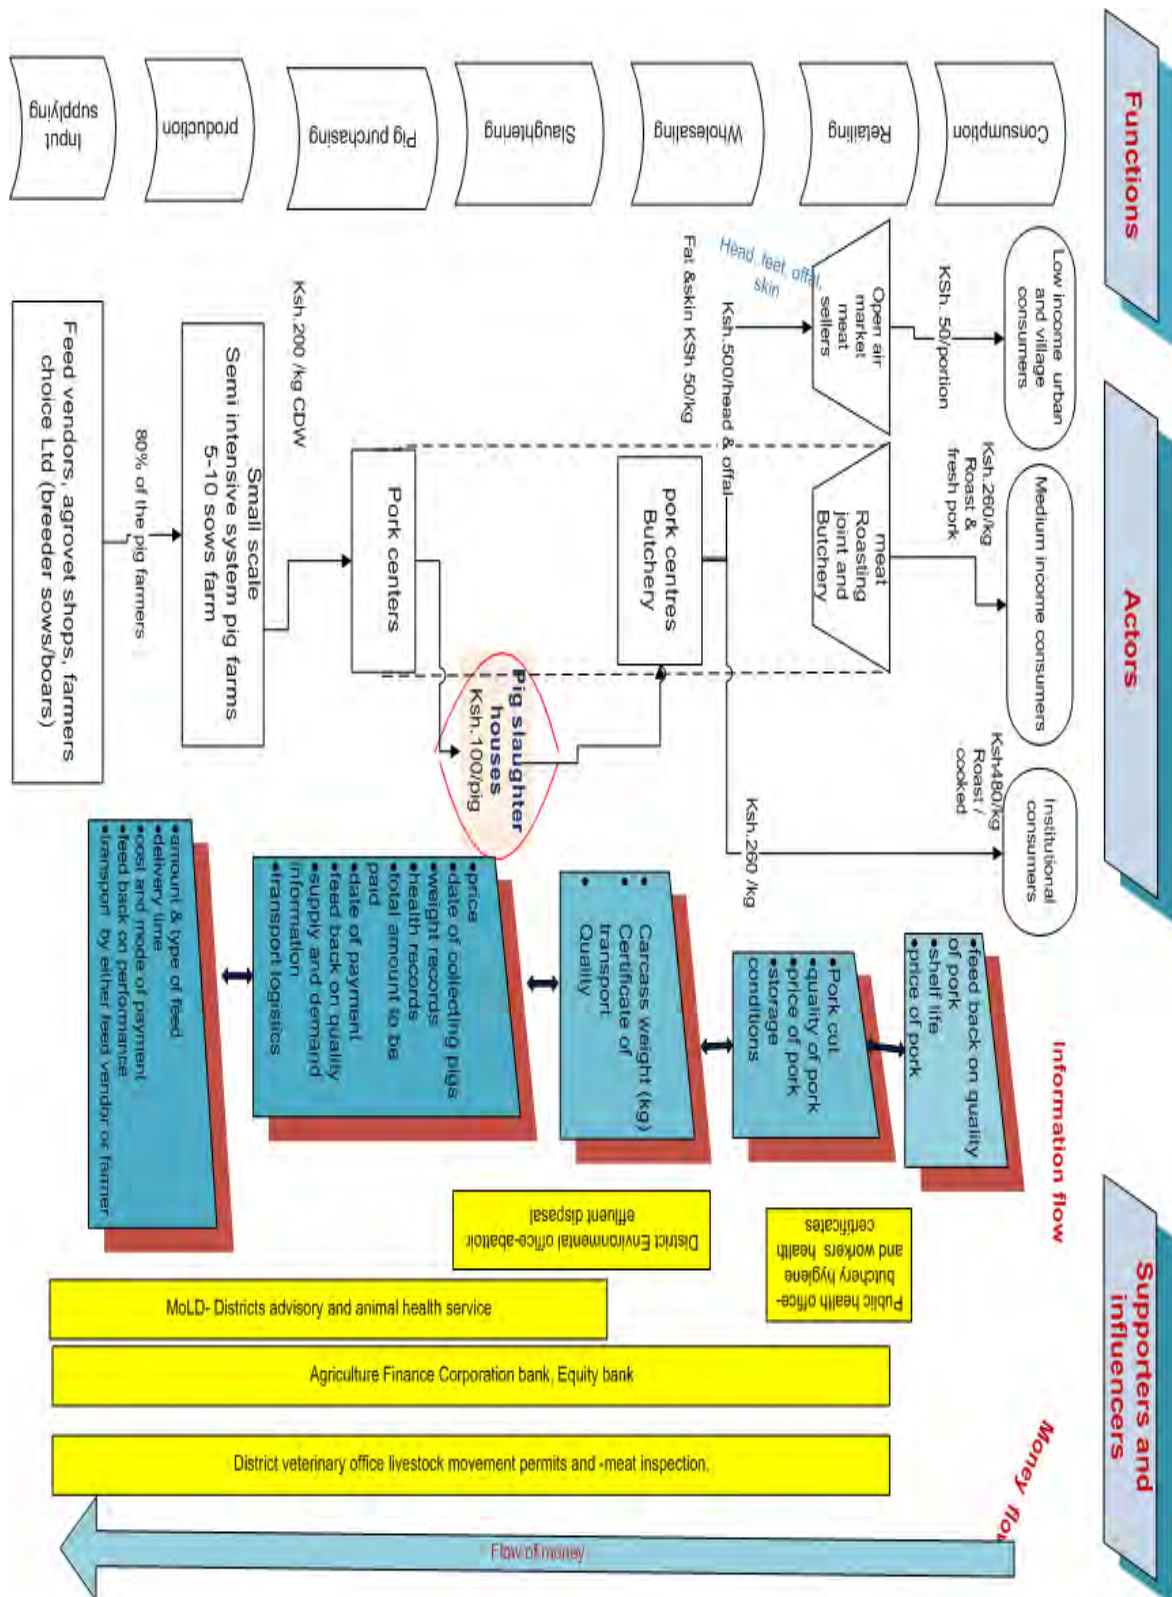 Functions
Actors
Supporters and
influencers
Consumption
Retailing
Wholesaling
Slaughtering
Pig purchasing
production
Input
supplying
Low income urban
and village
consumers
Medium income consumers
Institutional
consumers
KSh. 50/portion
Ksh.260/kg
Roast &
fresh pork
Ksh480/kg
Roast /
cooked
Open air
market
meat
sellers
meat
Roasting
joint and
Butchery
Head, feet, offal,
skin
Ksh.500/head & offal
Fat &skin KSh 50/kg
Ksh.260 /kg
pork centres
Butchery
Pig slaughter
houses
Ksh.100/pig
Pork centers
Ksh.200 /kg CDW
Small scale
Semi intensive system pig farms
5-10 sows farm
80% of the pig farmers
Feed vendors, agrovet shops, farmers
choice Ltd (breeder sows/boars)
Information flow
•feed back on quality
of pork
•shelf life
•price of pork
•Pork cut
•quality of pork
•price of pork
•storage
conditions
• Carcass weight (kg)
• Certificate of
transport
• Quality
•
•price
•date of collecting pigs
•weight records
•health records
•total amount to be
paid
•date of payment
•feed back on quality
•supply and demand
information
•transport logistics
•amount & type of feed
•delivery time
•cost and mode of payment
•feed back on performance
•transport by either feed vendor or farmer
Public health office-
butchery hygiene
and workers health
certificates
District Environmental office-abattoir
effluent disposal
MoLD- Districts advisory and animal health service
Agriculture Finance Corporation bank, Equity bank
District veterinary office livestock movement permits and -meat inspection.
Money flow
Flow of money